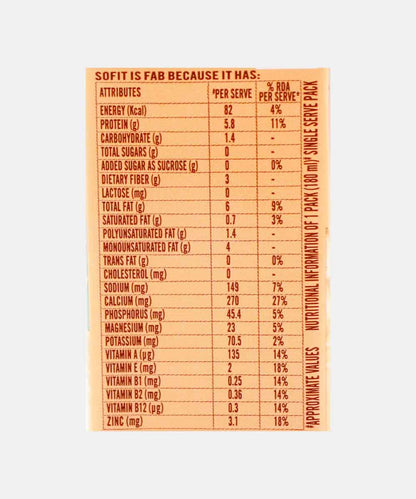 SOFIT IS FAB BECAUSE IT HAS:
ATTRIBUTES #PER SERVE % RDA PER SERVE*
ENERGY (Kcal) 82 4%
PROTEIN (g) 5.8 11%
CARBOHYDRATE (g) 1.4 -
TOTAL SUGARS (g) 0 -
ADDED SUGAR AS SUCROSE (g) 0 0%
DIETARY FIBER (g) 3 -
LACTOSE (mg) 0 -
TOTAL FAT (g) 6 9%
SATURATED FAT (g) 0.7 3%
POLYUNSATURATED FAT (g) 1.4 -
MONOUNSATURATED FAT (g) 4 -
TRANS FAT (g) 0 0%
CHOLESTEROL (mg) 0 -
SODIUM (mg) 149 7%
CALCIUM (mg) 270 27%
PHOSPHORUS (mg) 45.4 5%
MAGNESIUM (mg) 23 5%
POTASSIUM (mg) 70.5 2%
VITAMIN A (µg) 135 14%
VITAMIN E (mg) 2 18%
VITAMIN B1 (mg) 0.25 14%
VITAMIN B2 (mg) 0.36 14%
VITAMIN B12 (µg) 0.3 14%
ZINC (mg) 3.1 18%
#APPROXIMATE VALUES NUTRITIONAL INFORMATION OF 1 PACK (180 ml)* SINGLE SERVE PACK